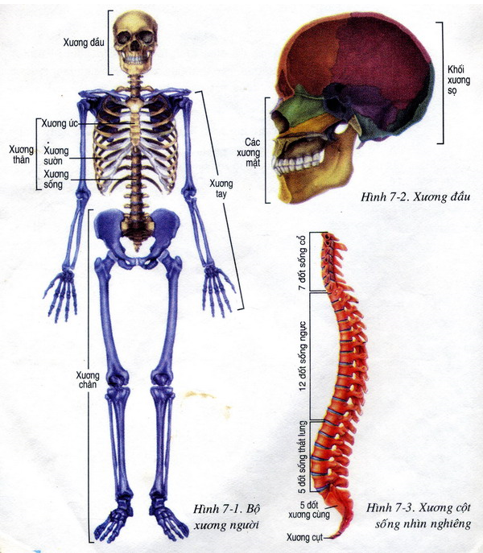 Xương đầu
Xương ức
Xương
thân
Xương
sườn
Xương
sống
Xương
tay
Xương
chân
Hình 7-1. Bộ
xương người
Khối
xương
sọ
Các
xương
mặt
Hình 7-2. Xương đầu
7 đốt sống cổ
12 đốt sống ngực
5 đốt sống thắt lưng
5 đốt
xương cùng
Xương cụt
Hình 7-3. Xương cột
sống nhìn nghiêng